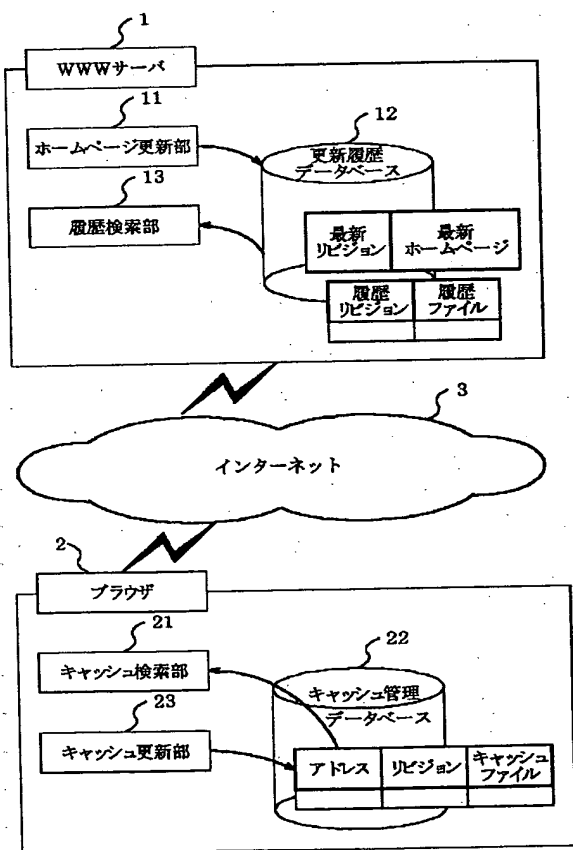 1
WWWサーバ
11
ホームページ更新部
12
更新履歴
データベース
13
履歴検索部
最新
リビジョン
最新
ホームページ
履歴
リビジョン
履歴
ファイル
3
インターネット
2
ブラウザ
21
キャッシュ検索部
22
キャッシュ管理
データベース
23
キャッシュ更新部
アドレス
リビジョン
キャッシュ
ファイル